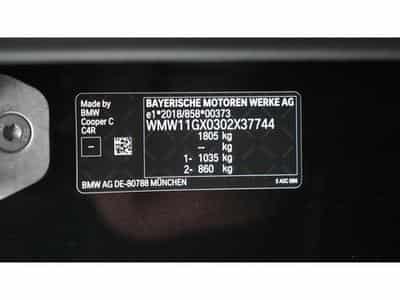 Made by
BMW
Cooper C
C4R
--
BAYERISCHE MOTOREN WERKE AG
e1*2018/858*00373
WMW11GX0302X37744
1805 kg
-- kg
1- 1035 kg
2- 860 kg
BMW AG DE-80788 MÜNCHEN